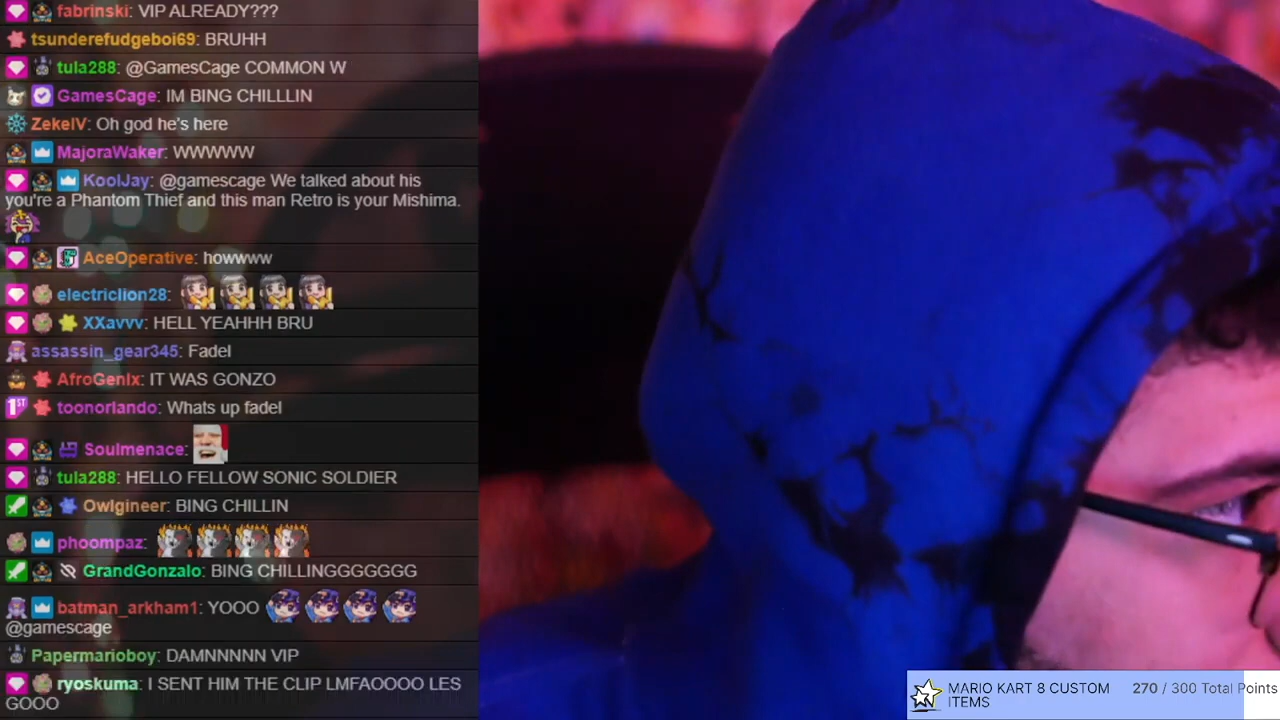 fabrinski: VIP ALREADY???
tsunderefudgeboi69: BRUHH
tula288: @GamesCage COMMON W
GamesCage: IM BING CHILLLIN
ZekeIV: Oh god he's here
MajoraWaker: WWWWW
KoolJay: @gamescage We talked about his
you're a Phantom Thief and this man Retro is your Mishima.
AceOperative: howwww
electriclion28:
XXavvv: HELL YEAHHH BRU
assassin_gear345: Fadel
AfroGenIx: IT WAS GONZO
1ST toonorlando: Whats up fadel
Soulmenace:
tula288: HELLO FELLOW SONIC SOLDIER
Owlgineer: BING CHILLIN
phoompaz:
GrandGonzalo: BING CHILLINGGGGGGG
batman_arkham1: YOOO
@gamescage
Papermarioboy: DAMNNNNN VIP
ryoskuma: I SENT HIM THE CLIP LMFAOOOO LES
GOOO
MARIO KART 8 CUSTOM 270 / 300 Total Points
ITEMS